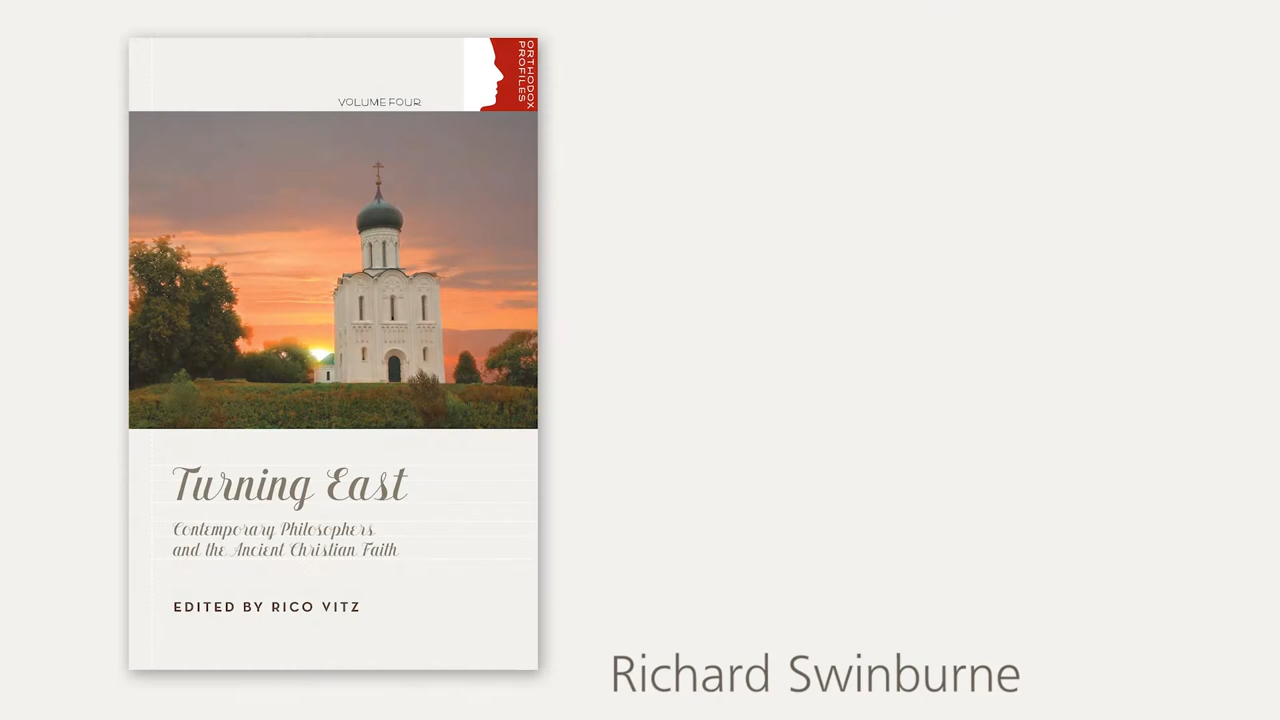 ORTHODOX
PROFILES
VOLUME FOUR
Turning East
Contemporary Philosophers
and the Ancient Christian Faith
EDITED BY RICO VITZ
Richard Swinburne